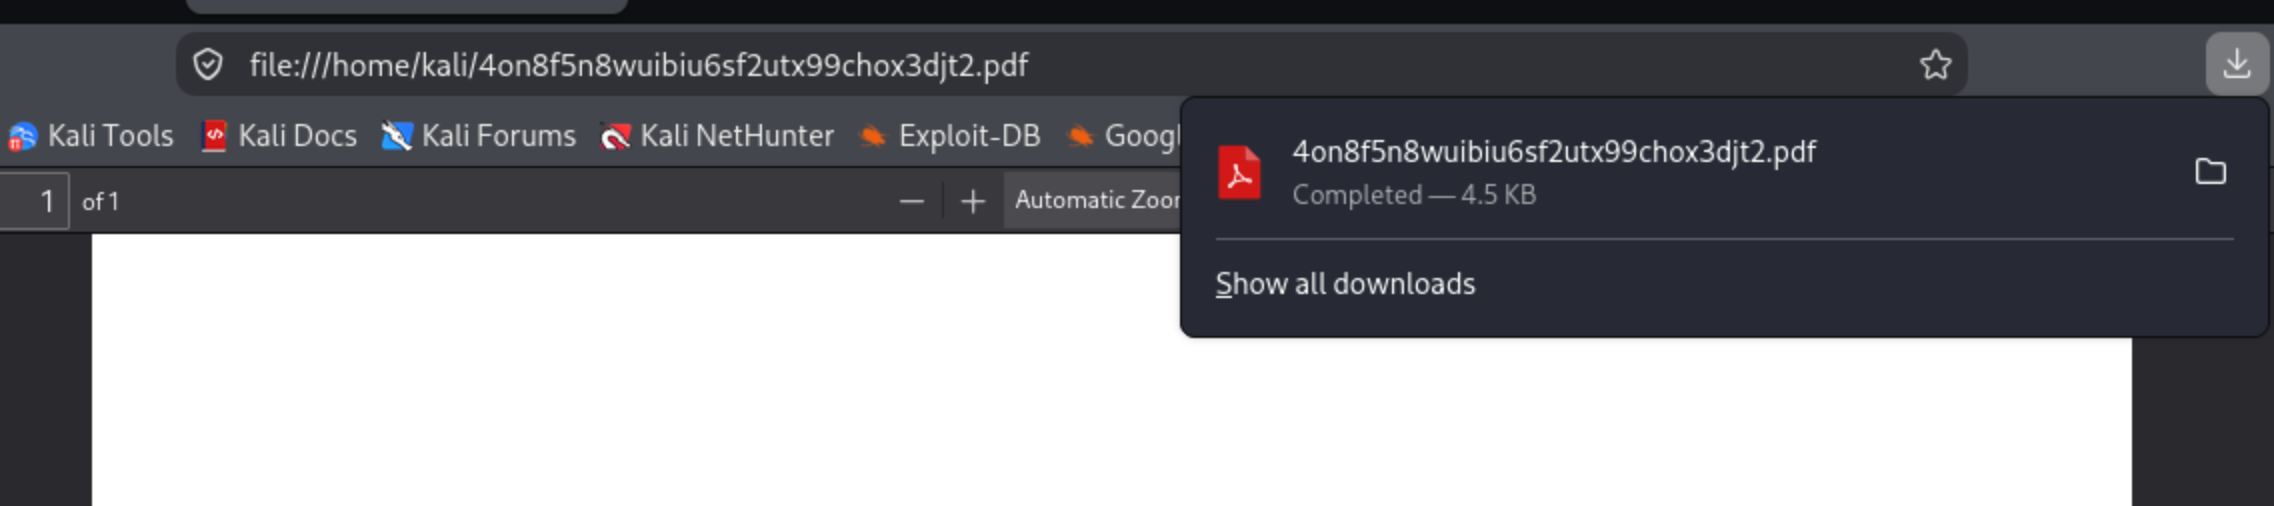 file:///home/kali/4on8f5n8wuibiu6sf2utx99chox3djt2.pdf
Kali Tools Kali Docs Kali Forums Kali NetHunter Exploit-DB Googl
4on8f5n8wuibiu6sf2utx99chox3djt2.pdf
Completed — 4.5 KB
1 of 1 Automatic Zoor
Show all downloads